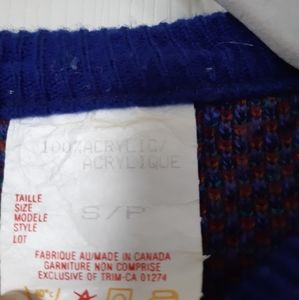 100% ACRYLIC/
ACRYLIQUE
TAILLE
SIZE S/P
MODELE
STYLE
LOT
FABRIQUE AU/MADE IN CANADA
GARNITURE NON COMPRISE
EXCLUSIVE OF TRIM-CA 01274